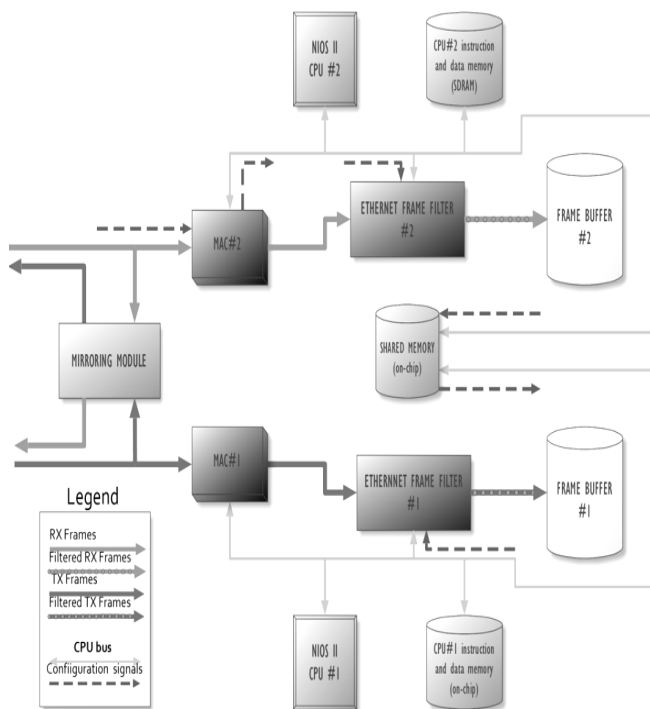 NIOS II
CPU #2
CPU#2 instruction
and data memory
(SDRAM)
MAC#2
ETHERNET FRAME FILTER
#2
FRAME BUFFER
#2
MIRRORING MODULE
SHARED MEMORY
(on-chip)
MAC#1
ETHERNNET FRAME FILTER
#1
FRAME BUFFER
#1
Legend
RX Frames
Filtered RX Frames
TX Frames
Filtered TX Frames
CPU bus
Confiiguration signals
NIOS II
CPU #1
CPU#1 instruction
and data memory
(on-chip)